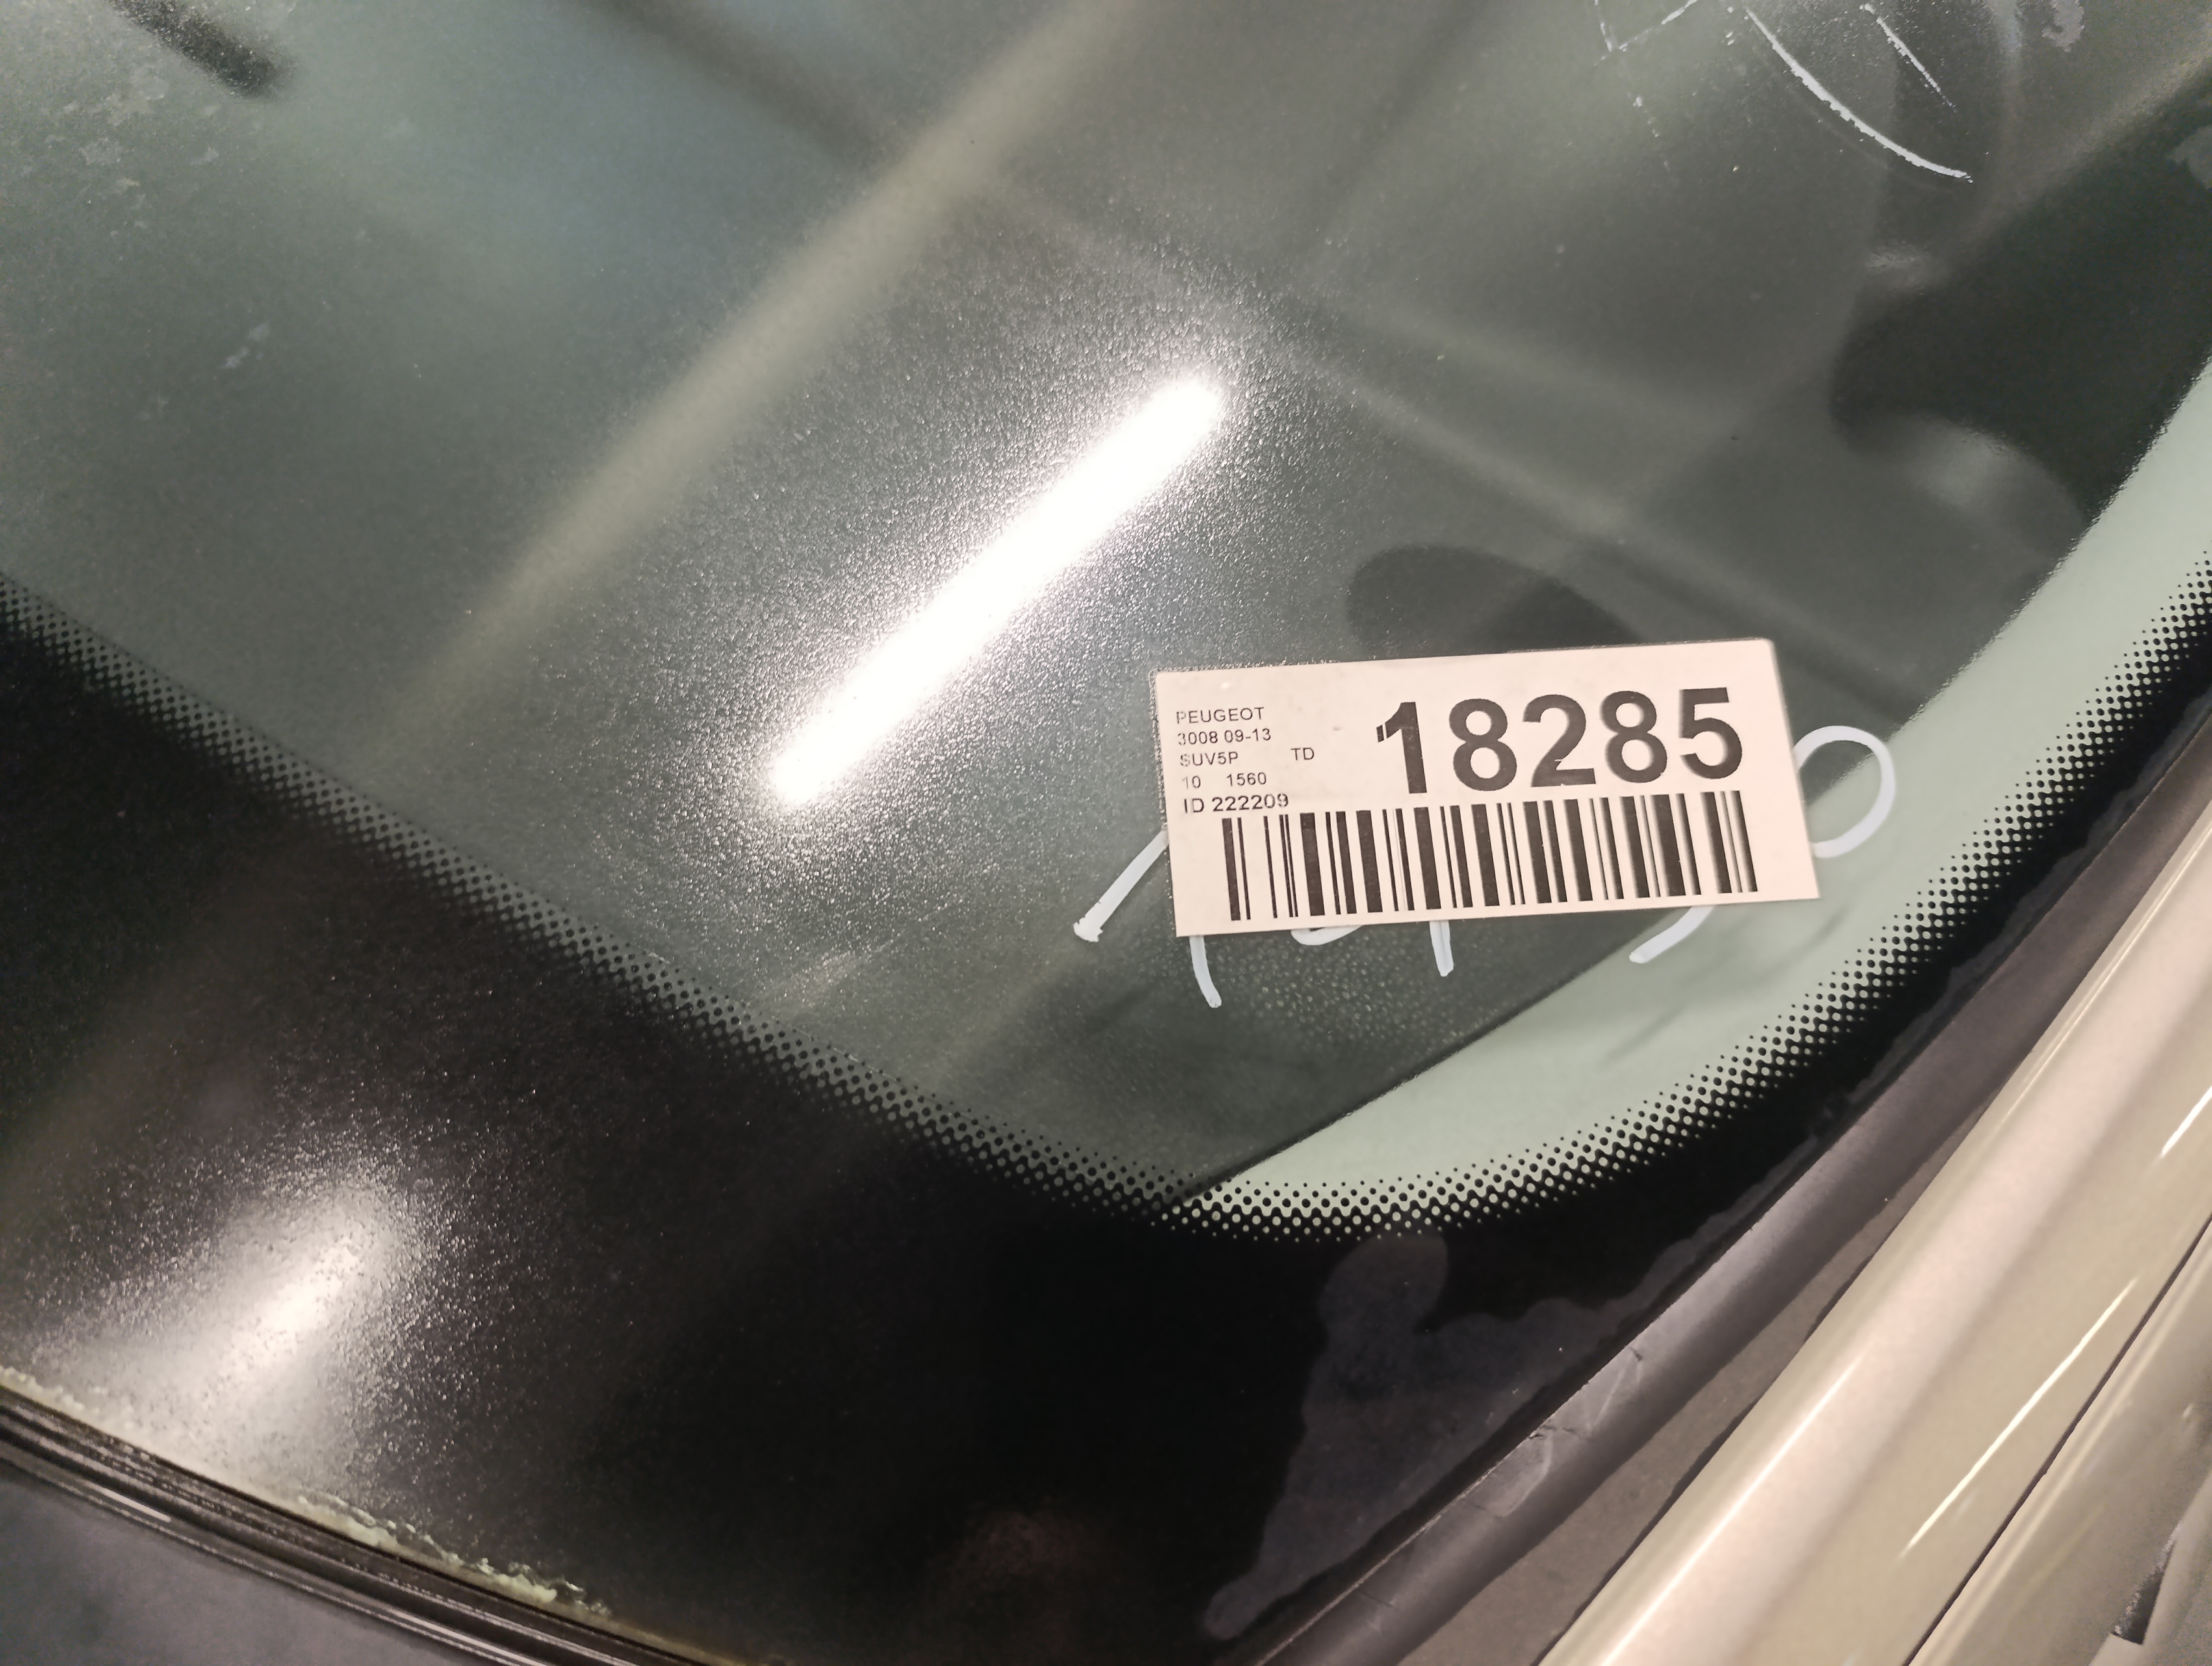 PEUGEOT
3008 09-13
SUV5P TD
10 1560
ID 222209
18285